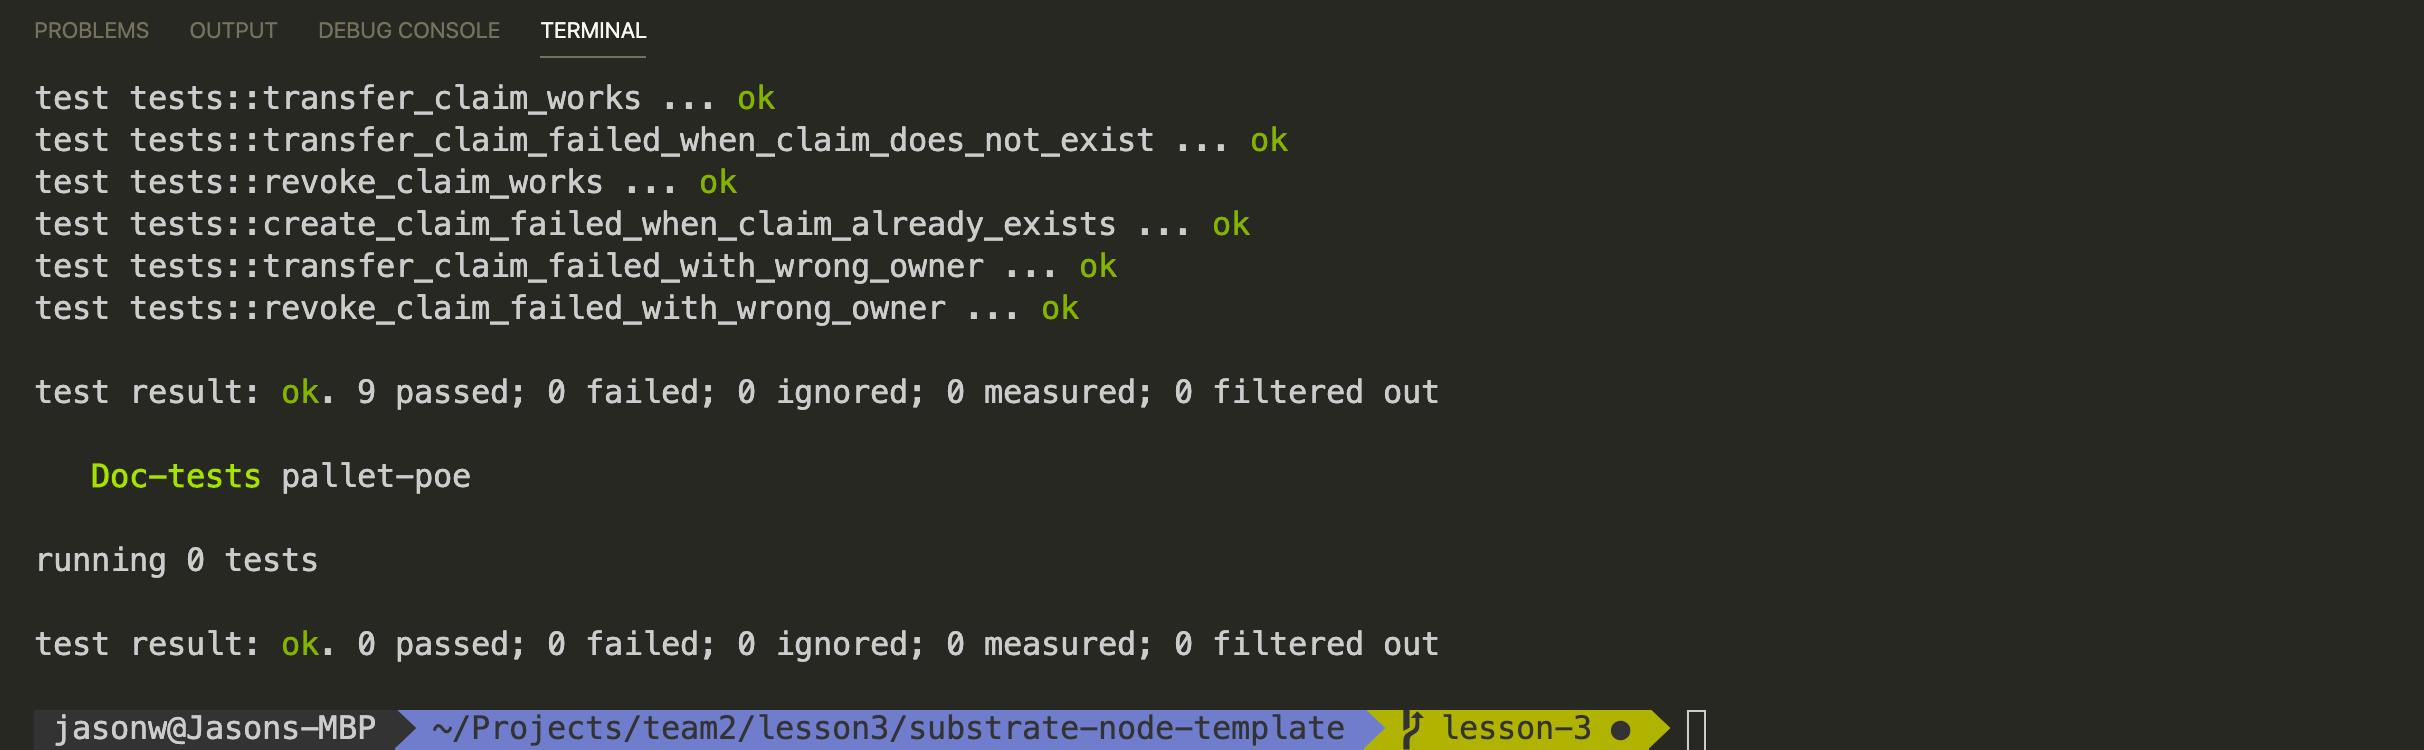 PROBLEMS OUTPUT DEBUG CONSOLE TERMINAL
test tests::transfer_claim_works ... ok
test tests::transfer_claim_failed_when_claim_does_not_exist ... ok
test tests::revoke_claim_works ... ok
test tests::create_claim_failed_when_claim_already_exists ... ok
test tests::transfer_claim_failed_with_wrong_owner ... ok
test tests::revoke_claim_failed_with_wrong_owner ... ok
test result: ok. 9 passed; 0 failed; 0 ignored; 0 measured; 0 filtered out
Doc-tests pallet-poe
running 0 tests
test result: ok. 0 passed; 0 failed; 0 ignored; 0 measured; 0 filtered out
jasonw@Jasons-MBP ~/Projects/team2/lesson3/substrate-node-template lesson-3 ●